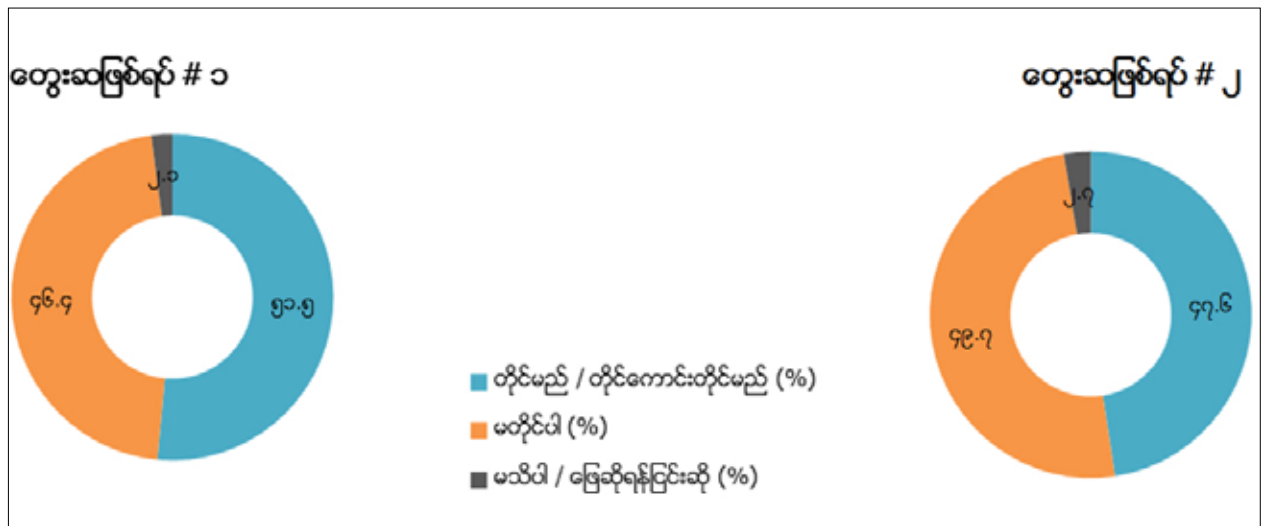 တွေးဆဖြစ်ရပ် # ၁
၂.၁
၄၆.၄
၅၁.၅
တွေးဆဖြစ်ရပ် # ၂
၂.၇
၄၇.၆
၄၉.၇
တိုင်မည် / တိုင်ကောင်းတိုင်မည် (%)
မတိုင်ပါ (%)
မသိပါ / ဖြေဆိုရန်ငြင်းဆို (%)